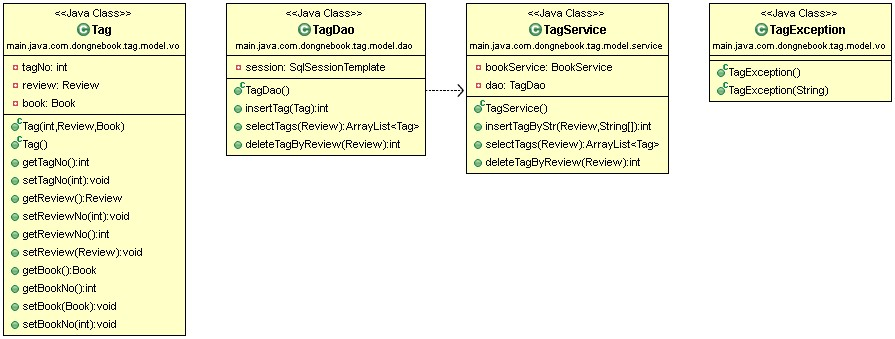 <<Java Class>>
Tag
main.java.com.dongnebook.tag.model.vo
tagNo: int
review: Review
book: Book
Tag(int,Review,Book)
Tag()
getTagNo():int
setTagNo(int):void
getReview():Review
setReviewNo(int):void
getReviewNo():int
setReview(Review):void
getBook():Book
getBookNo():int
setBook(Book):void
setBookNo(int):void
<<Java Class>>
TagDao
main.java.com.dongnebook.tag.model.dao
session: SqlSessionTemplate
TagDao()
insertTag(Tag):int
selectTags(Review):ArrayList<Tag>
deleteTagByReview(Review):int
<<Java Class>>
TagService
main.java.com.dongnebook.tag.model.service
bookService: BookService
dao: TagDao
TagService()
insertTagByStr(Review,String[]):int
selectTags(Review):ArrayList<Tag>
deleteTagByReview(Review):int
<<Java Class>>
TagException
main.java.com.dongnebook.tag.model.vo
TagException()
TagException(String)